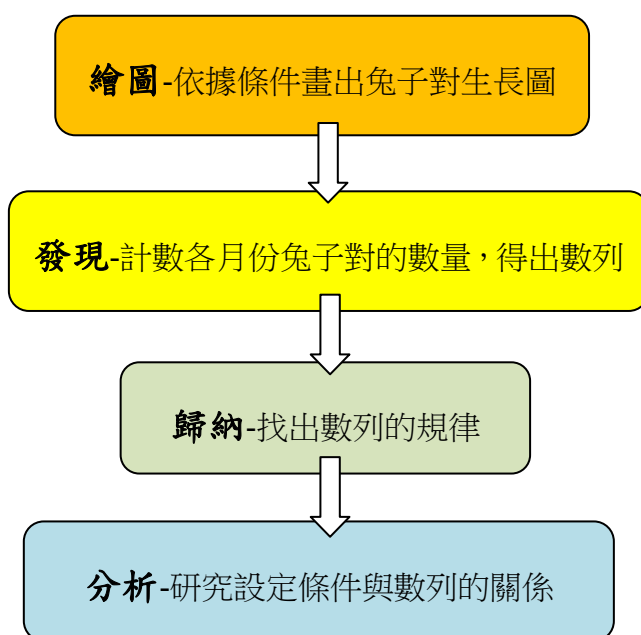 繪圖-依據條件畫出兔子對生長圖
發現-計數各月份兔子對的數量，得出數列
歸納-找出數列的規律
分析-研究設定條件與數列的關係